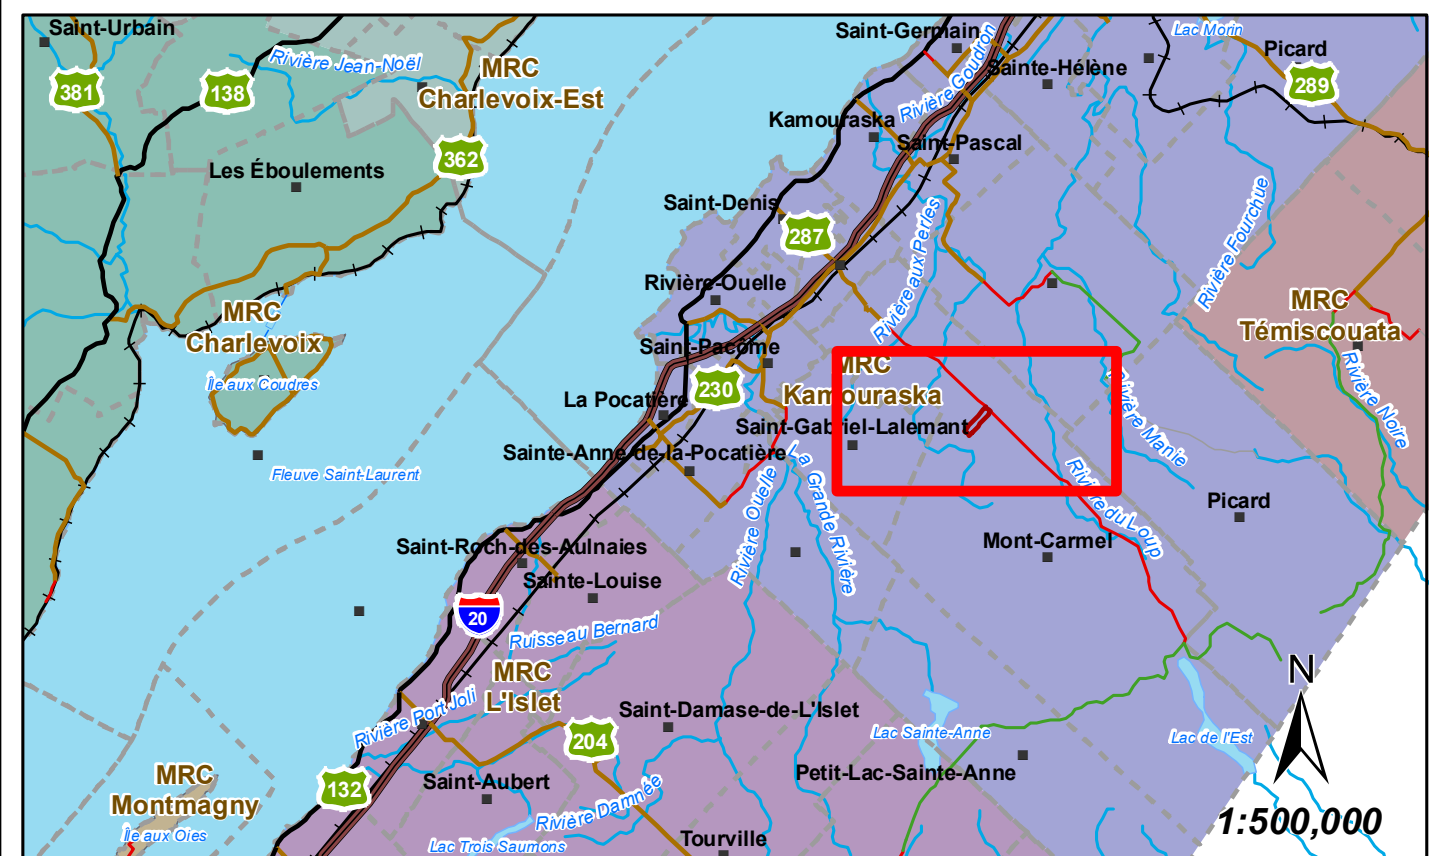 Saint-Urbain
381
138
Rivière Jean-Noël
MRC
Charlevoix-Est
362
Les Éboulements
Saint-Germain
Rivière Goudron
Sainte-Hélène
Lac Morin
Picard
289
Kamouraska
Saint-Pascal
Saint-Denis
287
Rivière aux Perles
Rivière Fourchue
Rivière-Ouelle
MRC
Témiscouata
MRC
Charlevoix
Île aux Coudres
Saint-Pacôme
230
MRC
Kamouraska
La Pocatière
Saint-Gabriel-Lalemant
Rivière Manie
Rivière Noire
Sainte-Anne-de-la-Pocatière
Fleuve Saint-Laurent
Rivière Ouelle
La Grande Rivière
Rivière du Loup
Picard
Mont-Carmel
Saint-Roch-des-Aulnaies
Sainte-Louise
20
Ruisseau Bernard
MRC
L'Islet
N
Rivière Port Joli
204
Saint-Damase-de-L'Islet
Lac Sainte-Anne
Lac de l'Est
MRC
Montmagny
132
Saint-Aubert
Petit-Lac-Sainte-Anne
Île aux Oies
Rivière Damnée
1:500,000
Lac Trois Saumons
Tourville